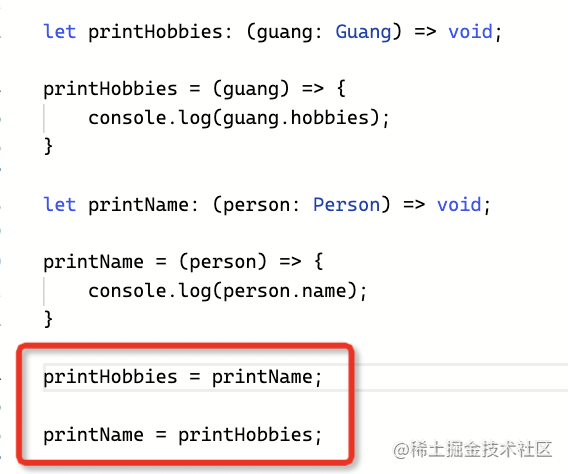 let printHobbies: (guang: Guang) => void;
printHobbies = (guang) => {
    console.log(guang.hobbies);
}
let printName: (person: Person) => void;
printName = (person) => {
    console.log(person.name);
}
printHobbies = printName;
printName = printHobbies;
@稀土掘金技术社区